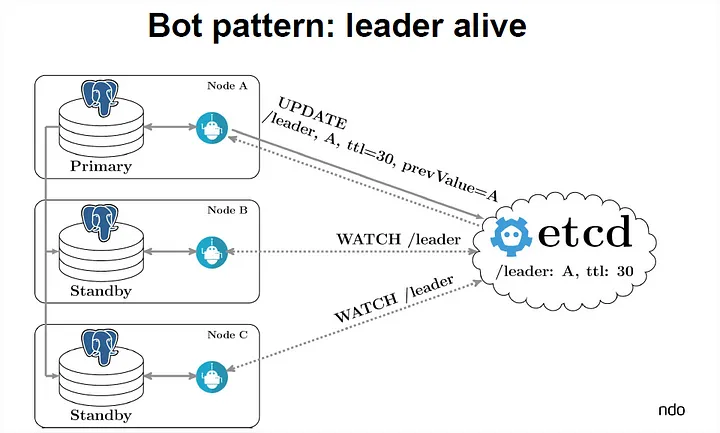 Bot pattern: leader alive
Node A
Primary
UPDATE
/leader, A, ttl=30, prevValue=A
Node B
Standby
WATCH /leader
etcd
/leader: A, ttl: 30
Node C
Standby
WATCH /leader
ndo